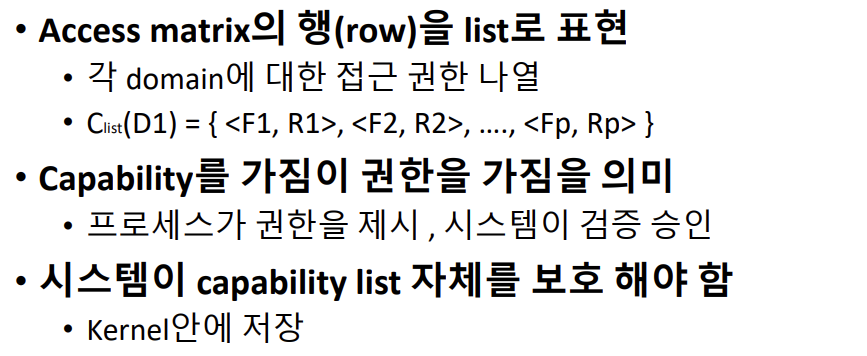 • Access matrix의 행(row)을 list로 표현
• 각 domain에 대한 접근 권한 나열
• Clist(D1) = { <F1, R1>, <F2, R2>, …., <Fp, Rp> }
• Capability를 가짐이 권한을 가짐을 의미
• 프로세스가 권한을 제시 , 시스템이 검증 승인
• 시스템이 capability list 자체를 보호 해야 함
• Kernel안에 저장